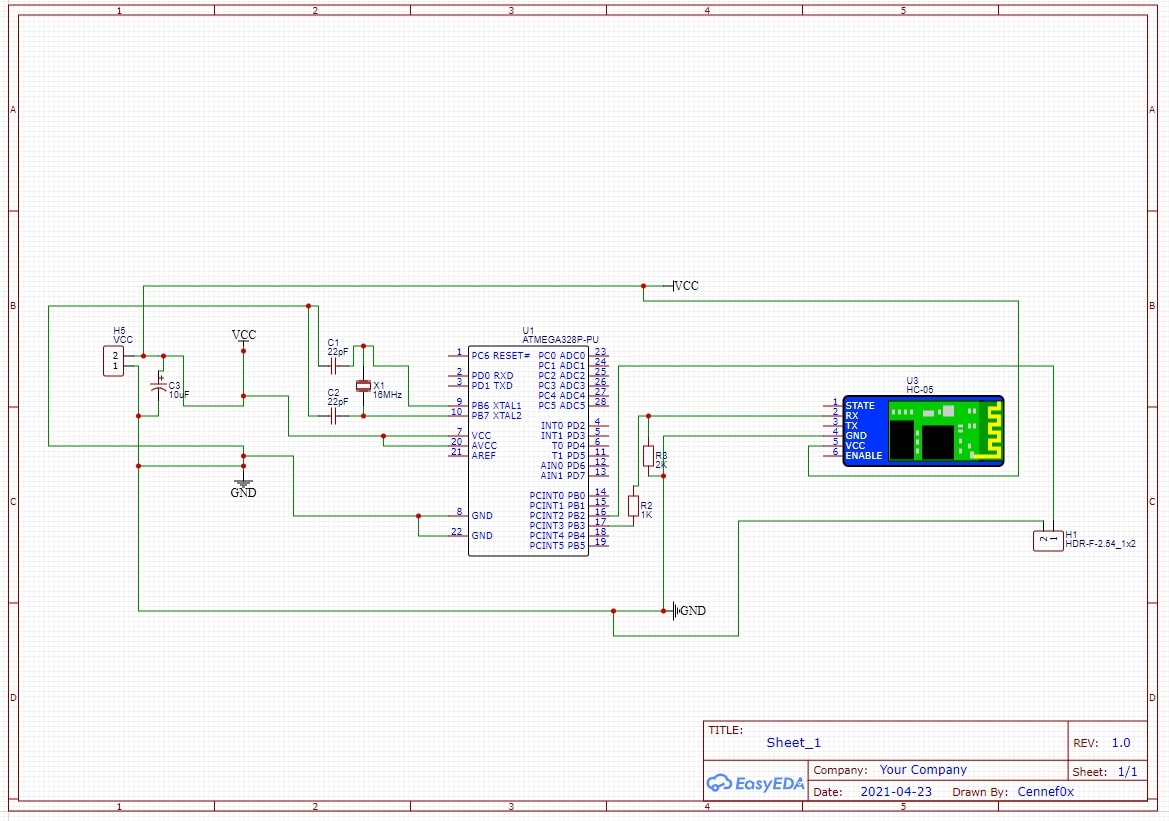 1 2 3 4 5
A A
B B
VCC
H5
VCC
2
1
C3
10uF
VCC
GND
C1
22pF
C2
22pF
X1
16MHz
U1
ATMEGA328P-PU
1 PC6 RESET# PC0 ADC0 23
PC1 ADC1 24
2 PD0 RXD PC2 ADC2 25
3 PD1 TXD PC3 ADC3 26
PC4 ADC4 27
9 PB6 XTAL1 PC5 ADC5 28
10 PB7 XTAL2
INT0 PD2 4
7 VCC INT1 PD3 5
20 AVCC T0 PD4 6
21 AREF T1 PD5 11
AIN0 PD6 12
AIN1 PD7 13
PCINT0 PB0 14
PCINT1 PB1 15
8 GND PCINT2 PB2 16
PCINT3 PB3 17
22 GND PCINT4 PB4 18
PCINT5 PB5 19
R3
2K
R2
1K
U3
HC-05
1 STATE
2 RX
3 TX
4 GND
5 VCC
6 ENABLE
2 1
H1
HDR-F-2.54_1x2
C C
GND
D D
TITLE:
Sheet_1
REV: 1.0
EasyEDA
Company: Your Company
Sheet: 1/1
Date: 2021-04-23 Drawn By: Cennef0x
1 2 3 4 5